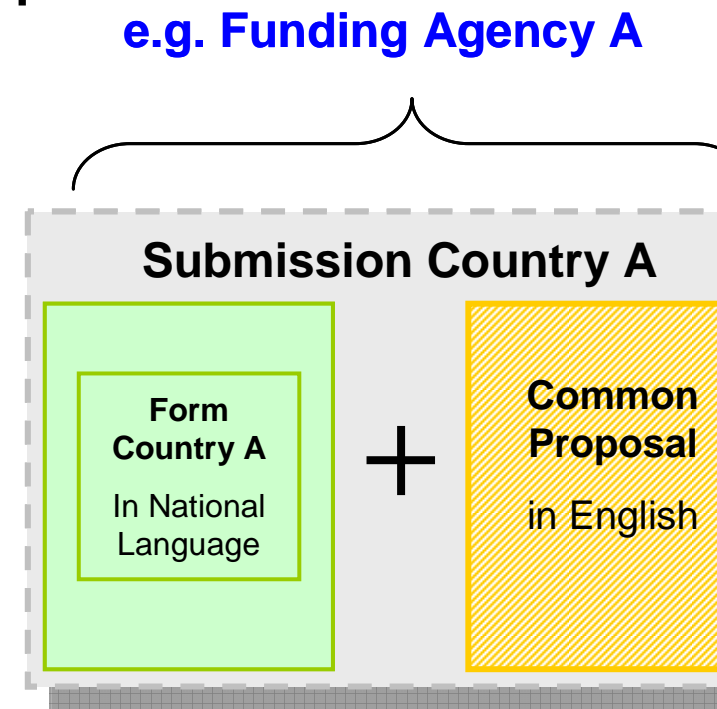 e.g. Funding Agency A
Submission Country A
Form
Country A
In National
Language
+
Common
Proposal
in English